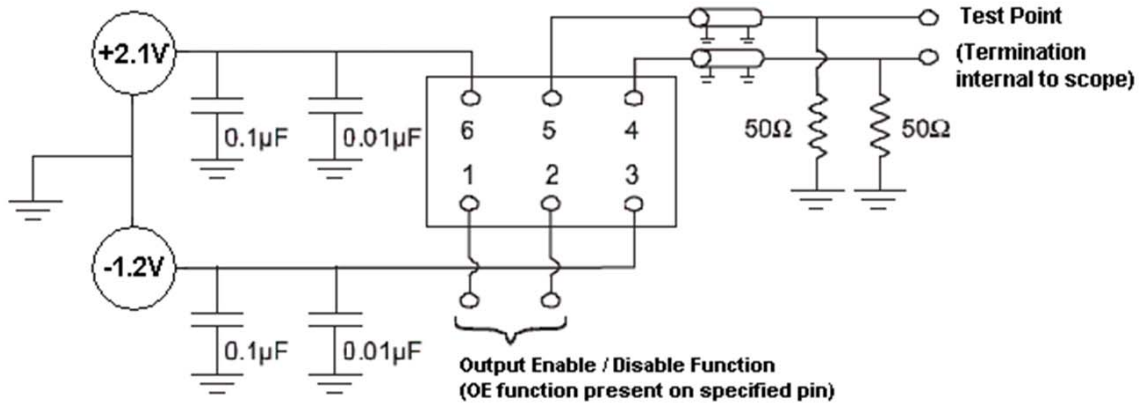 +2.1V
0.1µF
0.01µF
6 5 4
1 2 3
Test Point
(Termination
internal to scope)
50Ω
50Ω
-1.2V
0.1µF
0.01µF
Output Enable / Disable Function
(OE function present on specified pin)